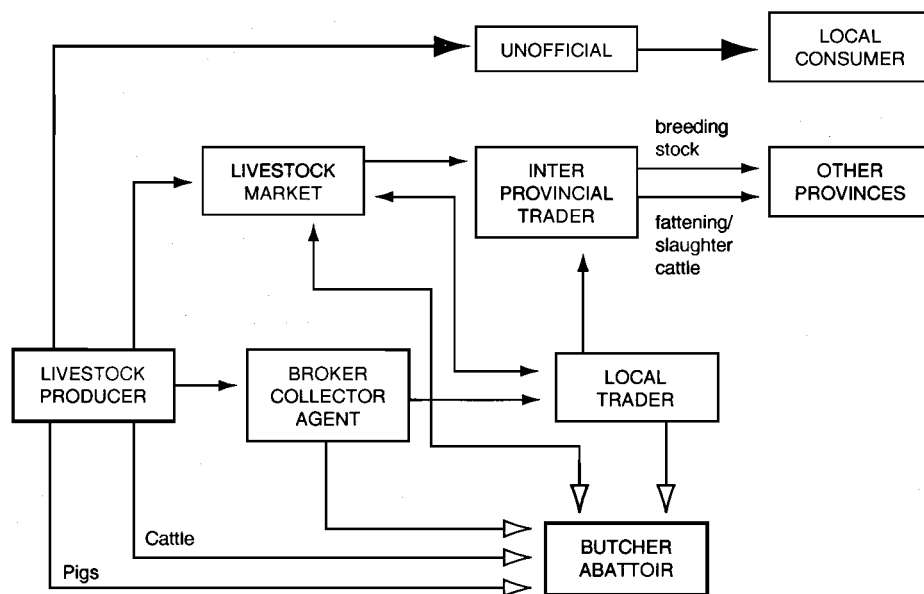 UNOFFICIAL
LOCAL
CONSUMER
LIVESTOCK
MARKET
INTER
PROVINCIAL
TRADER
breeding
stock
OTHER
PROVINCES
fattening/
slaughter
cattle
LIVESTOCK
PRODUCER
BROKER
COLLECTOR
AGENT
LOCAL
TRADER
Cattle
Pigs
BUTCHER
ABATTOIR